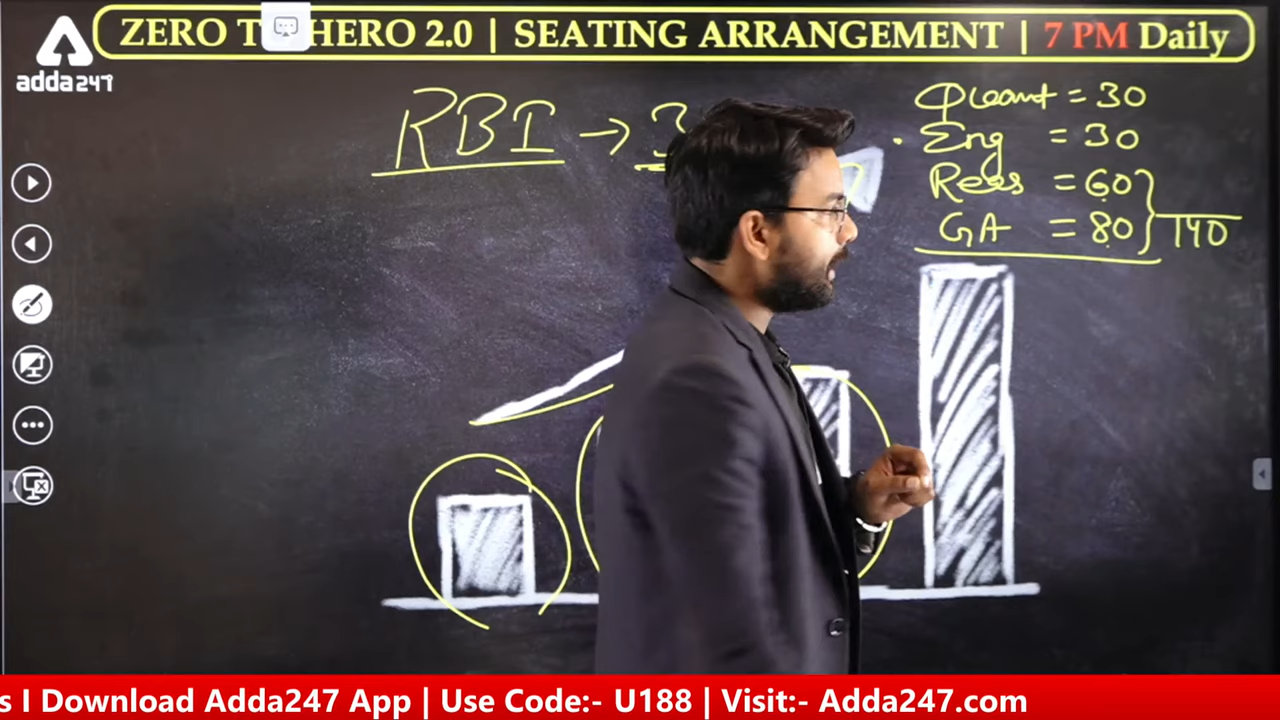 ZERO T HERO 2.0 | SEATING ARRANGEMENT | 7 PM Daily
adda247
RBI → 3
Quant = 30
Eng = 30
Reas = 60
GA = 80
140
s I Download Adda247 App | Use Code:- U188 | Visit:- Adda247.com